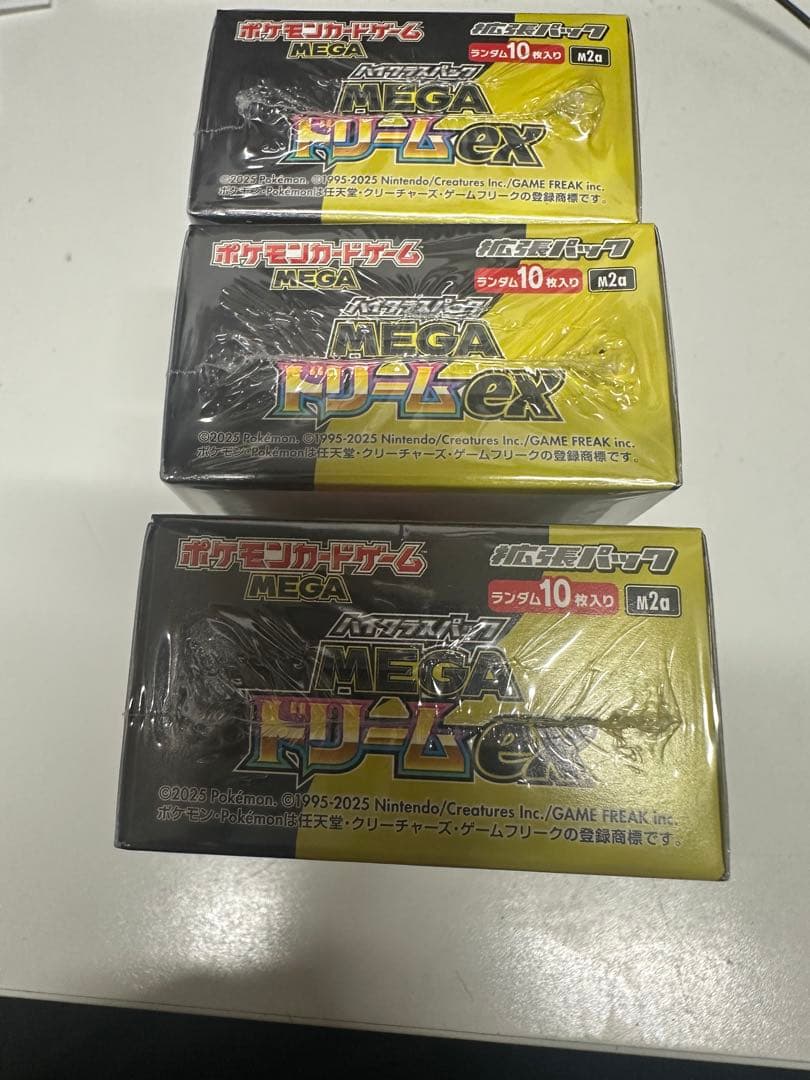 ポケモンカードゲーム
MEGA
拡張パック
ランダム10枚入り M2a
ハイクラスパック
MEGA
ドリームex
©2025 Pokémon. ©1995-2025 Nintendo/Creatures Inc./GAME FREAK inc.
ポケモン・Pokémonは任天堂・クリーチャーズ・ゲームフリークの登録商標です。
ポケモンカードゲーム
MEGA
拡張パック
ランダム10枚入り M2a
ハイクラスパック
MEGA
ドリームex
©2025 Pokémon. ©1995-2025 Nintendo/Creatures Inc./GAME FREAK inc.
ポケモン・Pokémonは任天堂・クリーチャーズ・ゲームフリークの登録商標です。
ポケモンカードゲーム
MEGA
拡張パック
ランダム10枚入り M2a
ハイクラスパック
MEGA
ドリームex
©2025 Pokémon. ©1995-2025 Nintendo/Creatures Inc./GAME FREAK inc.
ポケモン・Pokémonは任天堂・クリーチャーズ・ゲームフリークの登録商標です。